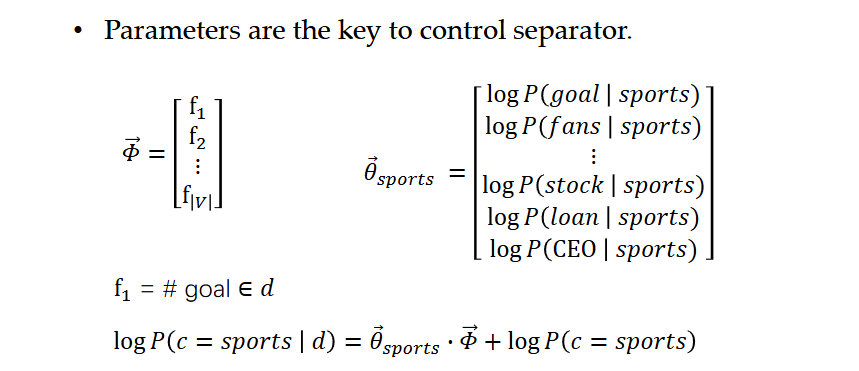 • Parameters are the key to control separator.
Φ⃗ = [f₁ f₂ ⋮ f|V|]
θ⃗sports = [log P(goal | sports)
log P(fans | sports)
⋮
log P(stock | sports)
log P(loan | sports)
log P(CEO | sports)]
f₁ = # goal ∈ d
log P(c = sports | d) = θ⃗sports · Φ⃗ + log P(c = sports)